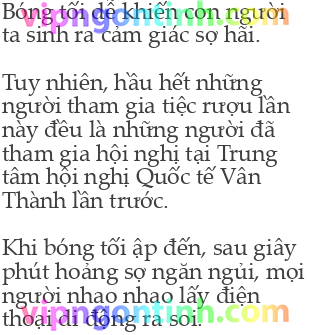 Bóng tối dễ khiến con người
ta sinh ra cảm giác sợ hãi.
Tuy nhiên, hầu hết những
người tham gia tiệc rượu lần
này đều là những người đã
tham gia hội nghị tại Trung
tâm hội nghị Quốc tế Vân
Thành lần trước.
Khi bóng tối ập đến, sau giây
phút hoảng sợ ngắn ngủi, mọi
người nhao nhao lấy điện
thoại di động ra soi.
vipngontinh.com
vipngontinh.com